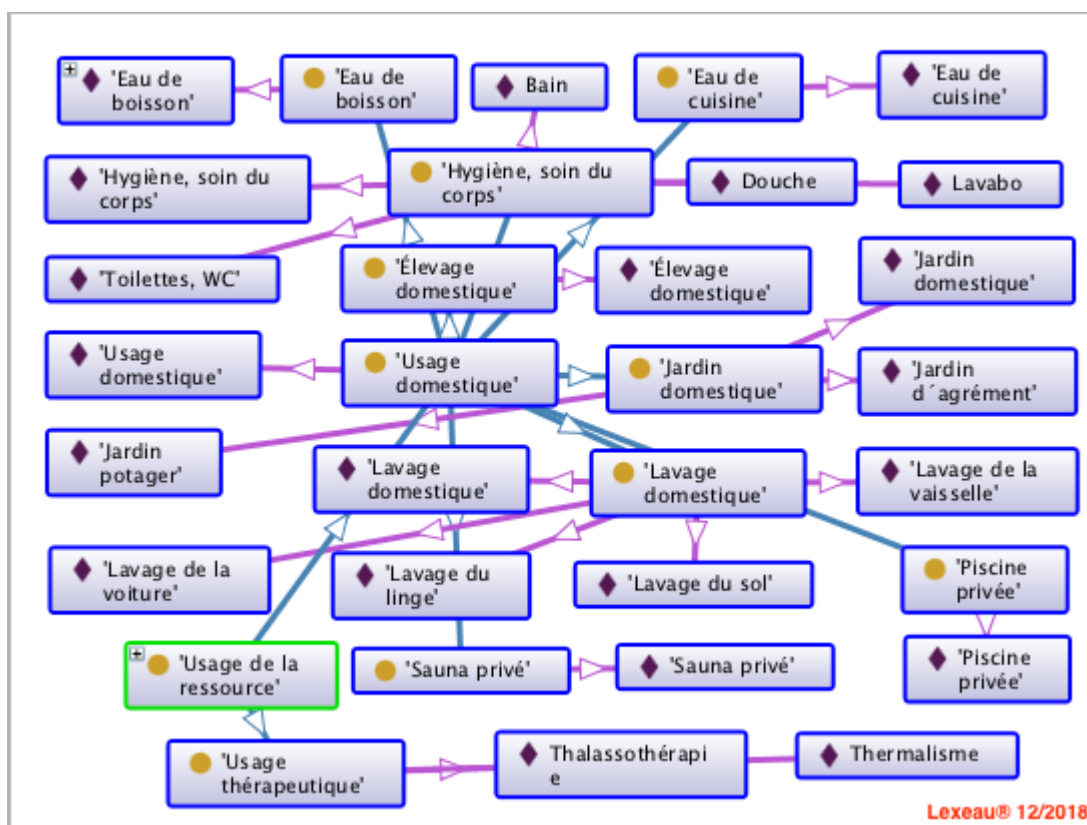 'Eau de
boisson'
'Eau de
boisson'
Bain
'Eau de
cuisine'
'Eau de
cuisine'
'Hygiène, soin du
corps'
'Hygiène, soin du
corps'
Douche
Lavabo
'Toilettes, WC'
'Élevage
domestique'
'Élevage
domestique'
'Jardin
domestique'
'Usage
domestique'
'Usage
domestique'
'Jardin
domestique'
'Jardin
d´agrément'
'Jardin
potager'
'Lavage
domestique'
'Lavage
domestique'
'Lavage de la
vaisselle'
'Lavage de la
voiture'
'Lavage du
linge'
'Lavage du sol'
'Piscine
privée'
'Usage de la
ressource'
'Sauna privé'
'Sauna privé'
'Piscine
privée'
'Usage
thérapeutique'
Thalassothérapi
e
Thermalisme
Lexeau® 12/2018